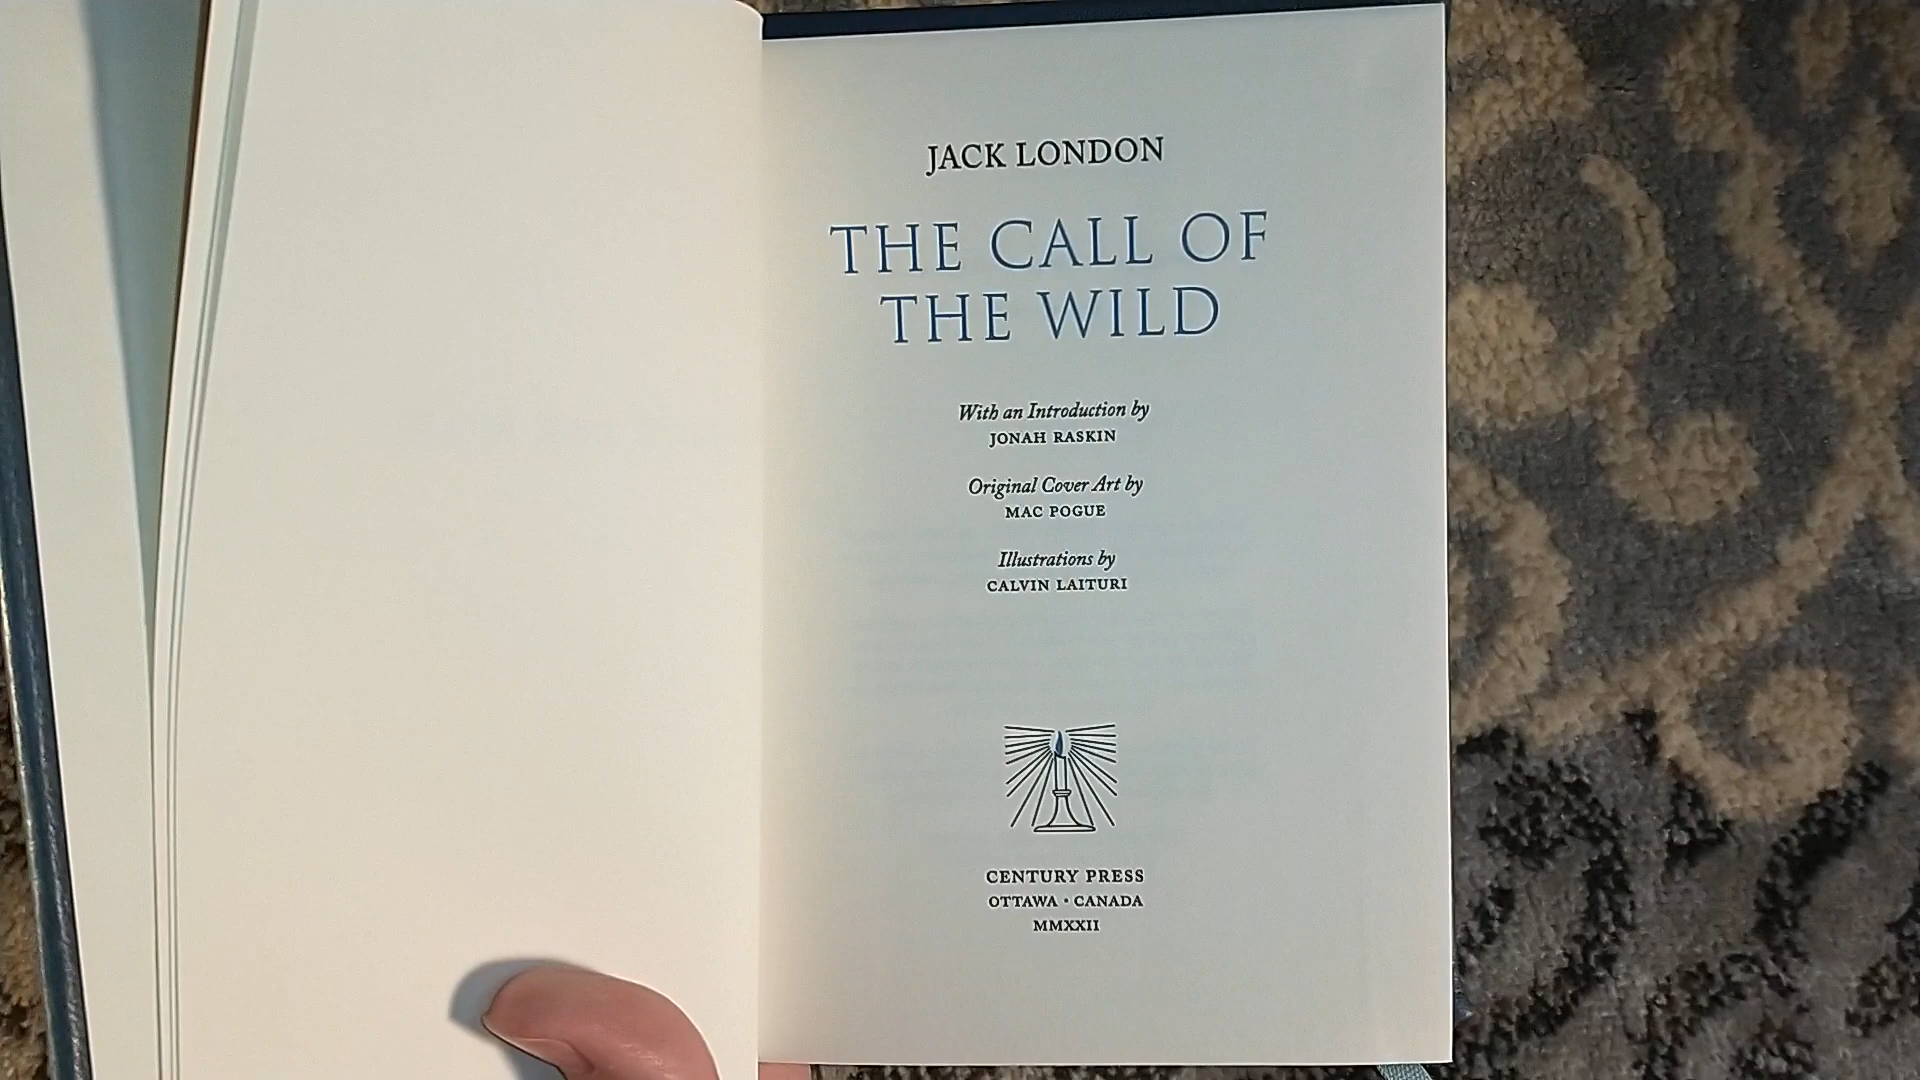 JACK LONDON
THE CALL OF
THE WILD
With an Introduction by
JONAH RASKIN
Original Cover Art by
MAC POGUE
Illustrations by
CALVIN LAITURI
CENTURY PRESS
OTTAWA · CANADA
MMXXII